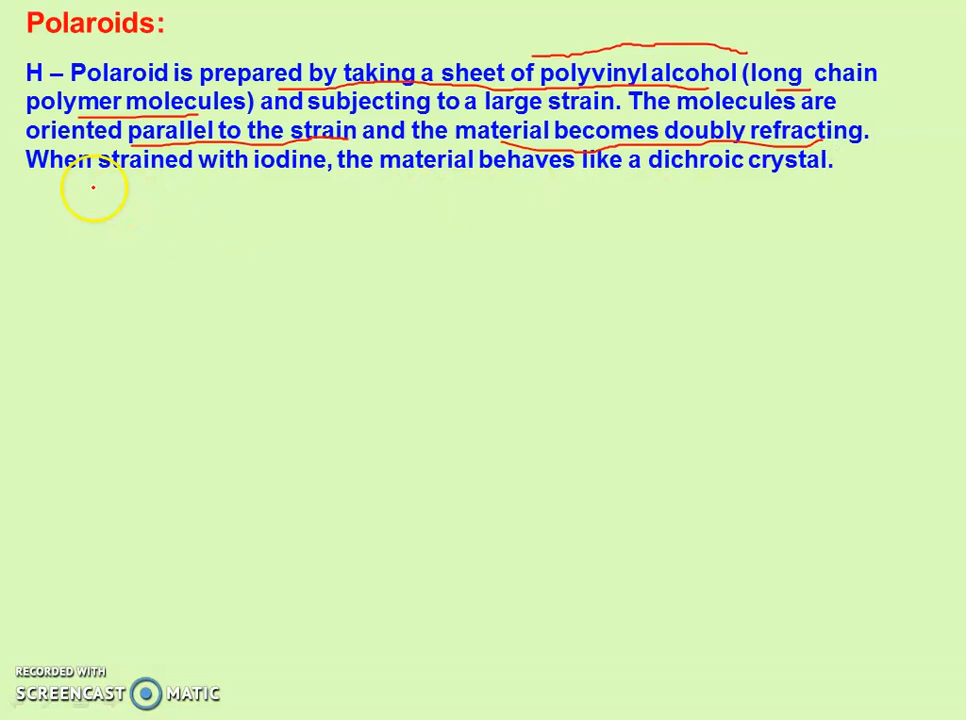 Polaroids:
H – Polaroid is prepared by taking a sheet of polyvinyl alcohol (long chain
polymer molecules) and subjecting to a large strain. The molecules are
oriented parallel to the strain and the material becomes doubly refracting.
When strained with iodine, the material behaves like a dichroic crystal.
RECORDED WITH
SCREENCAST MATIC